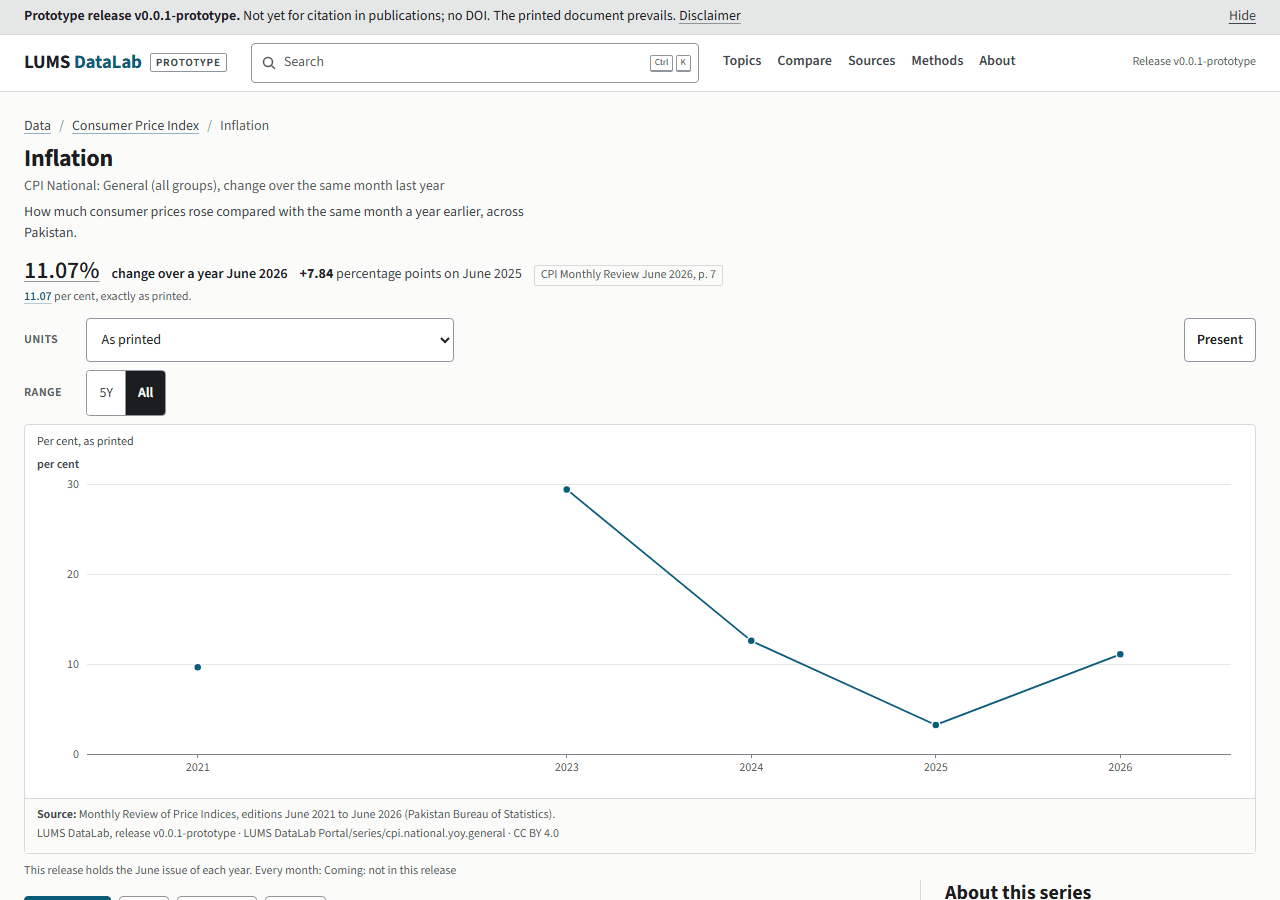 Prototype release v0.0.1-prototype. Not yet for citation in publications; no DOI. The printed document prevails. Disclaimer Hide
LUMS DataLab PROTOTYPE Search Ctrl K Topics Compare Sources Methods About Release v0.0.1-prototype
Data / Consumer Price Index / Inflation
Inflation
CPI National: General (all groups), change over the same month last year
How much consumer prices rose compared with the same month a year earlier, across
Pakistan.
11.07% change over a year June 2026 +7.84 percentage points on June 2025 CPI Monthly Review June 2026, p. 7
11.07 per cent, exactly as printed.
UNITS As printed Present
RANGE 5Y All
Per cent, as printed
per cent
30
20
10
0
2021 2023 2024 2025 2026
Source: Monthly Review of Price Indices, editions June 2021 to June 2026 (Pakistan Bureau of Statistics).
LUMS DataLab, release v0.0.1-prototype · LUMS DataLab Portal/series/cpi.national.yoy.general · CC BY 4.0
This release holds the June issue of each year. Every month: Coming: not in this release
About this series